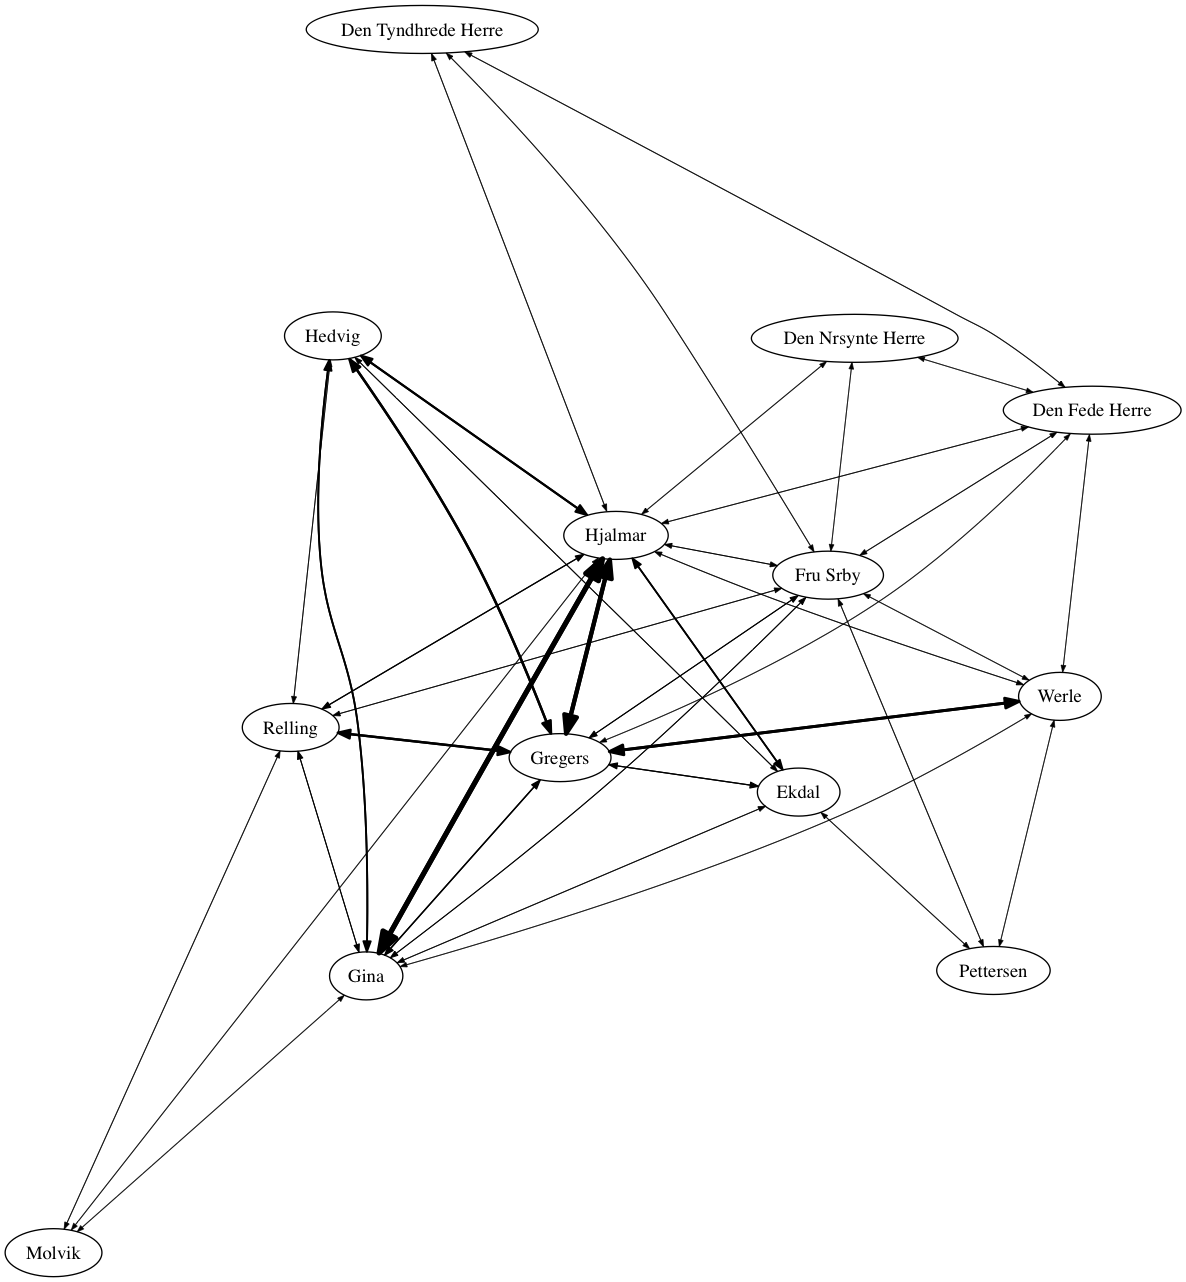 Den Tyndhrede Herre
Hedvig
Den Nrsynte Herre
Den Fede Herre
Hjalmar
Fru Srby
Werle
Relling
Gregers
Ekdal
Gina
Pettersen
Molvik